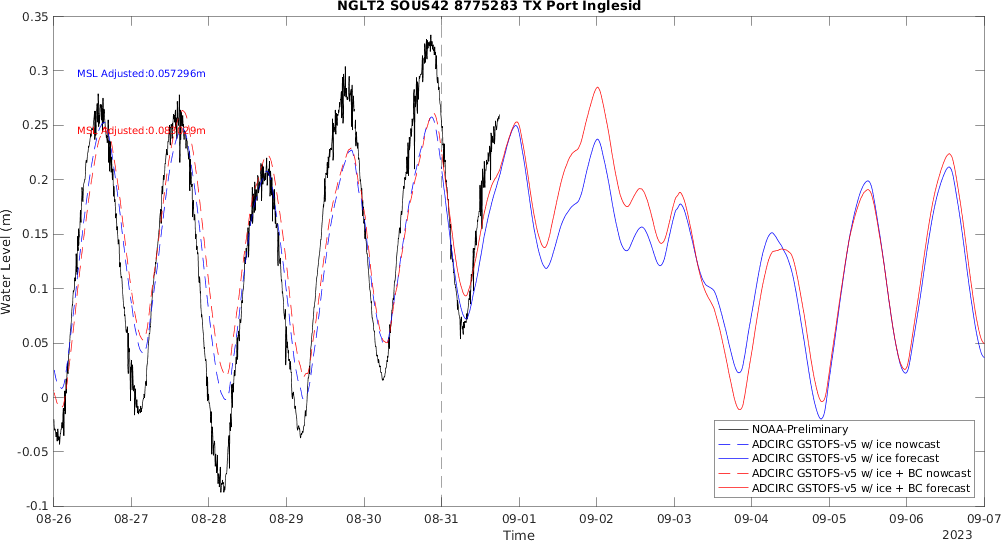 NGLT2 SOUS42 8775283 TX Port Inglesid
0.35
0.3
0.25
0.2
0.15
0.1
0.05
0
-0.05
-0.1
Water Level (m)
MSL Adjusted:0.057296m
MSL Adjusted:
NOAA-Preliminary
ADCIRC GSTOFS-v5 w/ ice nowcast
ADCIRC GSTOFS-v5 w/ ice forecast
ADCIRC GSTOFS-v5 w/ ice + BC nowcast
ADCIRC GSTOFS-v5 w/ ice + BC forecast
08-26 08-27 08-28 08-29 08-30 08-31 09-01 09-02 09-03 09-04 09-05 09-06 09-07
Time
2023